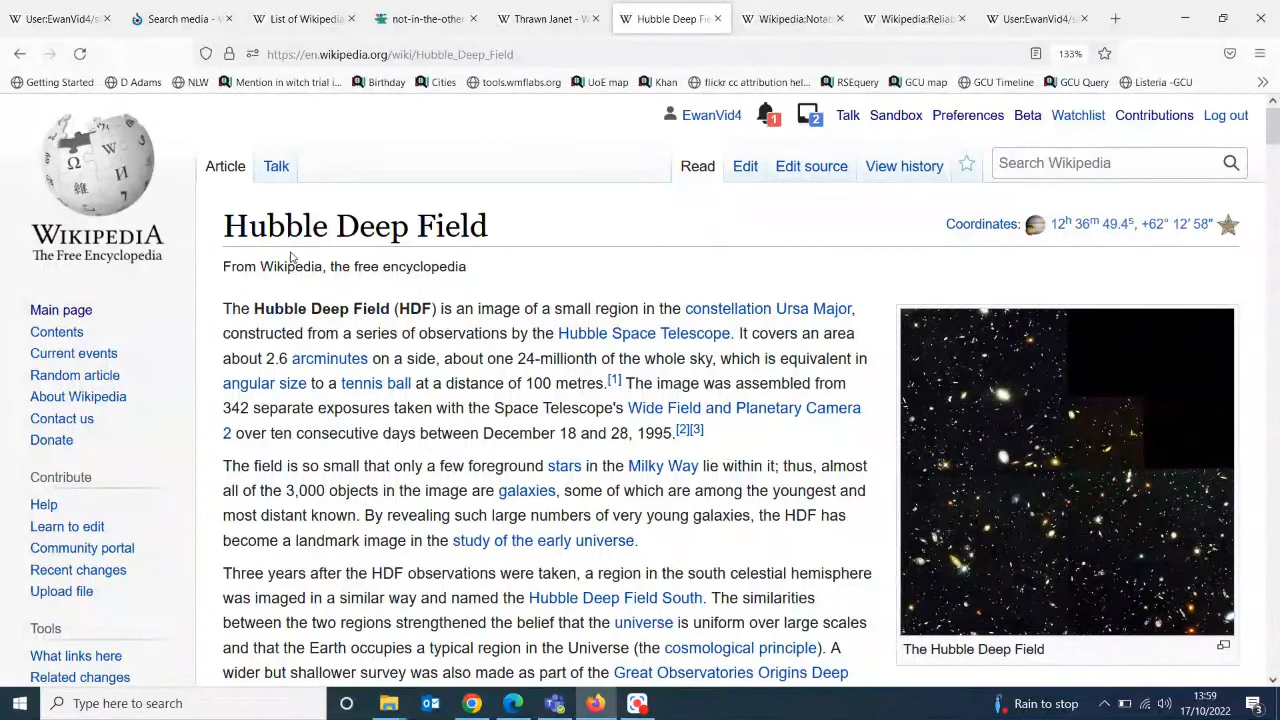 User:EwanVid4/s
Search media - W
List of Wikipedia
not-in-the-other
Thrawn Janet - W
Hubble Deep Fie
Wikipedia:Notab
Wikipedia:Reliab
User:EwanVid4/s
https://en.wikipedia.org/wiki/Hubble_Deep_Field
133%
Getting Started
D Adams
NLW
Mention in witch trial i...
Birthday
Cities
tools.wmflabs.org
UoE map
Khan
flickr cc attribution hel...
RSEquery
GCU map
GCU Timeline
GCU Query
Listeria -GCU
EwanVid4
1
2
Talk
Sandbox
Preferences
Beta
Watchlist
Contributions
Log out
Article
Talk
Read
Edit
Edit source
View history
Search Wikipedia
WIKIPEDIA
The Free Encyclopedia
Main page
Contents
Current events
Random article
About Wikipedia
Contact us
Donate
Contribute
Help
Learn to edit
Community portal
Recent changes
Upload file
Tools
What links here
Related changes
Hubble Deep Field
Coordinates: 12h 36m 49.4s, +62° 12′ 58″
From Wikipedia, the free encyclopedia
The Hubble Deep Field (HDF) is an image of a small region in the constellation Ursa Major,
constructed from a series of observations by the Hubble Space Telescope. It covers an area
about 2.6 arcminutes on a side, about one 24-millionth of the whole sky, which is equivalent in
angular size to a tennis ball at a distance of 100 metres.[1] The image was assembled from
342 separate exposures taken with the Space Telescope's Wide Field and Planetary Camera
2 over ten consecutive days between December 18 and 28, 1995.[2][3]
The field is so small that only a few foreground stars in the Milky Way lie within it; thus, almost
all of the 3,000 objects in the image are galaxies, some of which are among the youngest and
most distant known. By revealing such large numbers of very young galaxies, the HDF has
become a landmark image in the study of the early universe.
Three years after the HDF observations were taken, a region in the south celestial hemisphere
was imaged in a similar way and named the Hubble Deep Field South. The similarities
between the two regions strengthened the belief that the universe is uniform over large scales
and that the Earth occupies a typical region in the Universe (the cosmological principle). A
wider but shallower survey was also made as part of the Great Observatories Origins Deep
The Hubble Deep Field
Type here to search
Rain to stop
13:59
17/10/2022
3